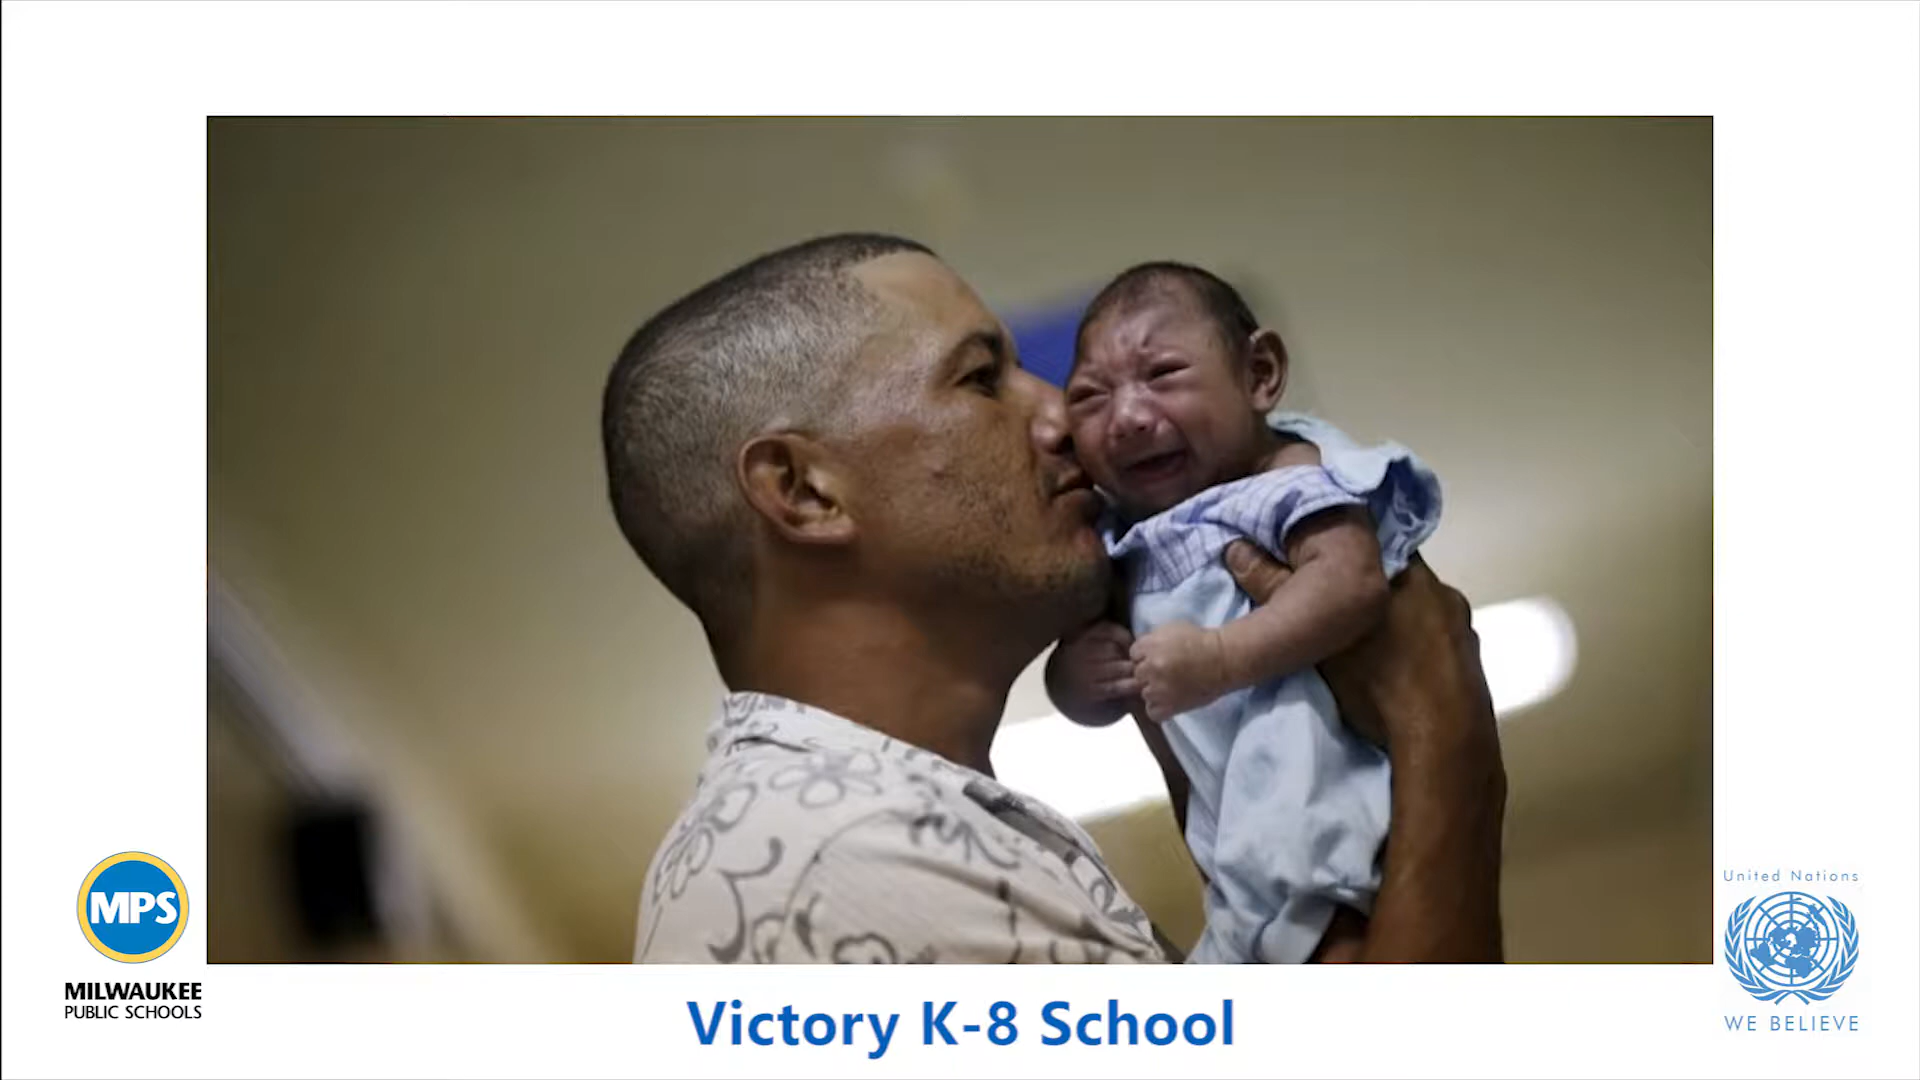 MPS
MILWAUKEE
PUBLIC SCHOOLS
Victory K-8 School
United Nations
WE BELIEVE